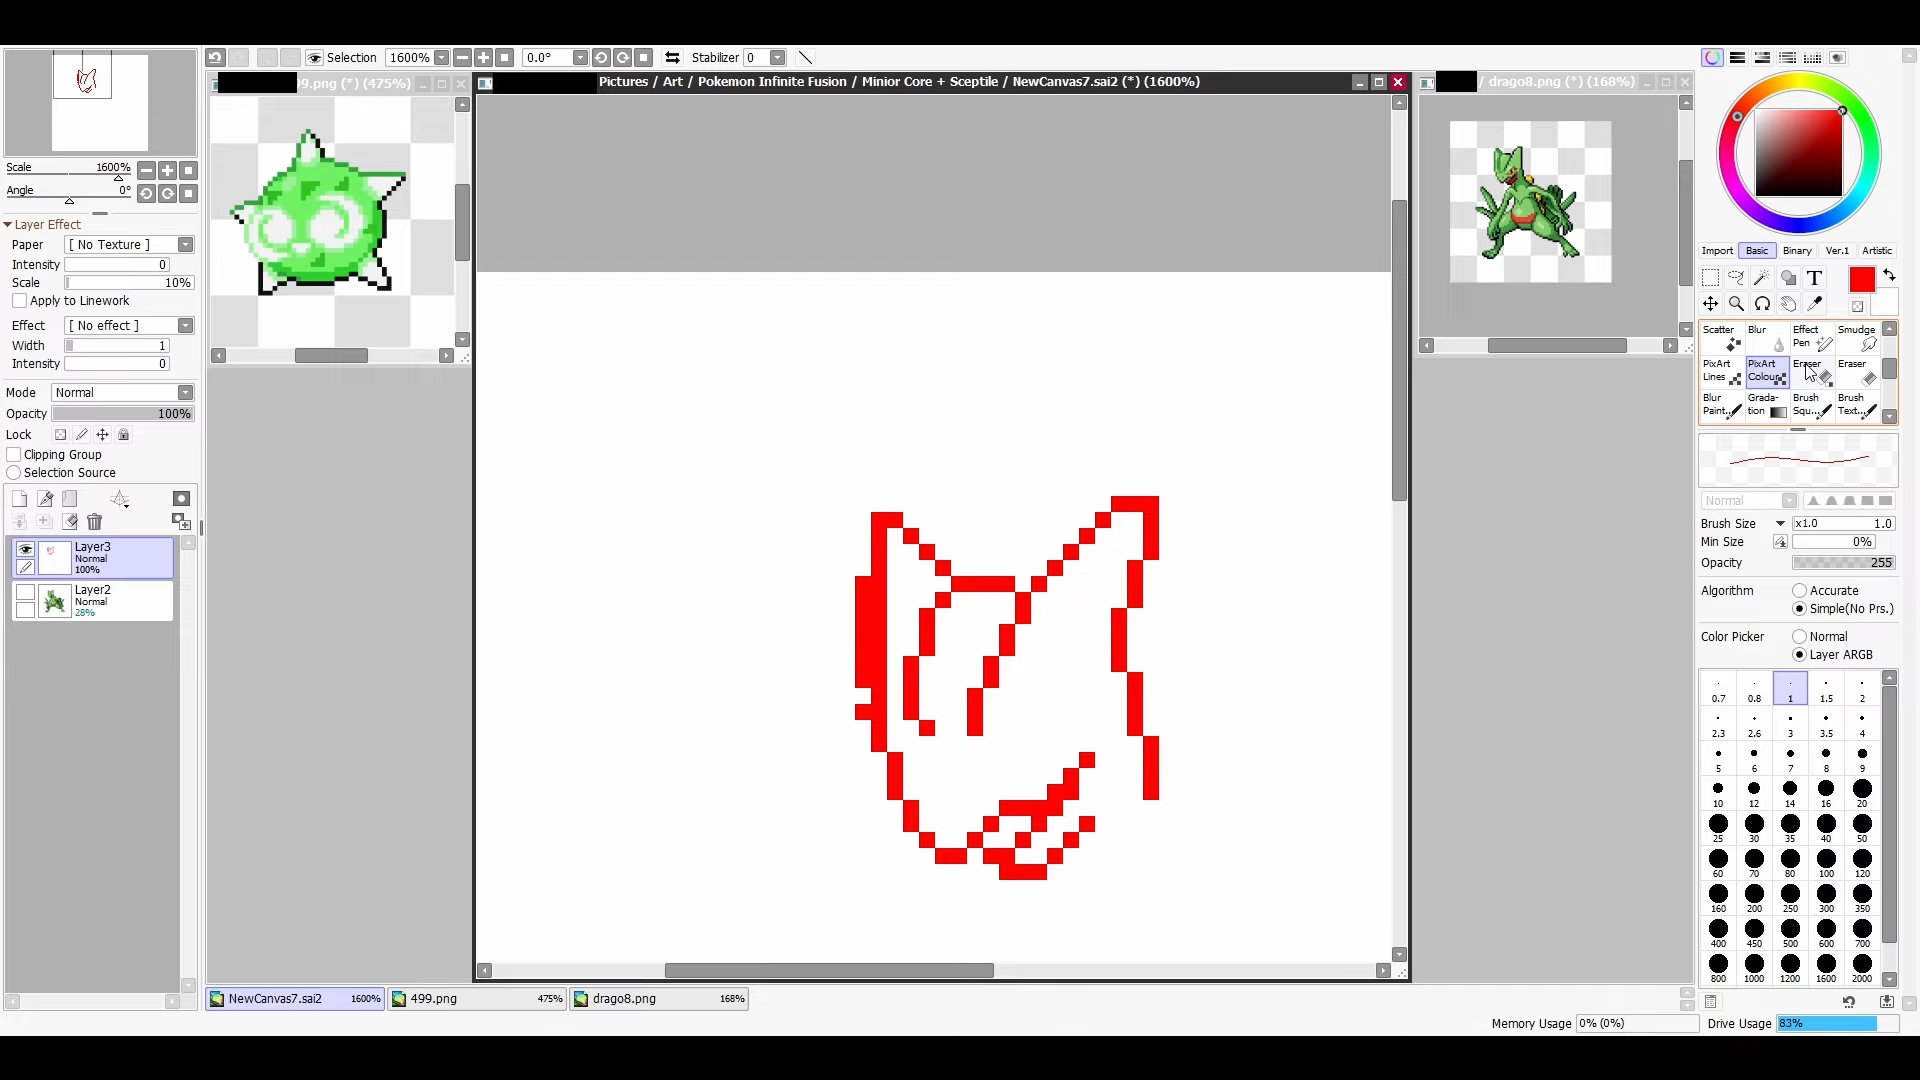 Selection 1600% 0.0° Stabilizer 0
9.png (*) (475%)
Pictures / Art / Pokemon Infinite Fusion / Minior Core + Sceptile / NewCanvas7.sai2 (*) (1600%)
/ drago8.png (*) (168%)
Scale 1600%
Angle 0°
Layer Effect
Paper [ No Texture ]
Intensity 0
Scale 10%
Apply to Linework
Effect [ No effect ]
Width 1
Intensity 0
Mode Normal
Opacity 100%
Lock
Clipping Group
Selection Source
Layer3
Normal
100%
Layer2
Normal
28%
NewCanvas7.sai2 1600%
499.png 475%
drago8.png 168%
Import Basic Binary Ver.1 Artistic
T
Scatter Blur Effect Pen Smudge
PixArt Lines PixArt Colour Eraser Eraser
Blur Paint... Grada-tion Brush Squ... Brush Text...
Normal
Brush Size x1.0 1.0
Min Size 0%
Opacity 255
Algorithm Accurate
Simple(No Prs.)
Color Picker Normal
Layer ARGB
0.7 0.8 1 1.5 2
2.3 2.6 3 3.5 4
5 6 7 8 9
10 12 14 16 20
25 30 35 40 50
60 70 80 100 120
160 200 250 300 350
400 450 500 600 700
800 1000 1200 1600 2000
Memory Usage 0% (0%) Drive Usage 83%